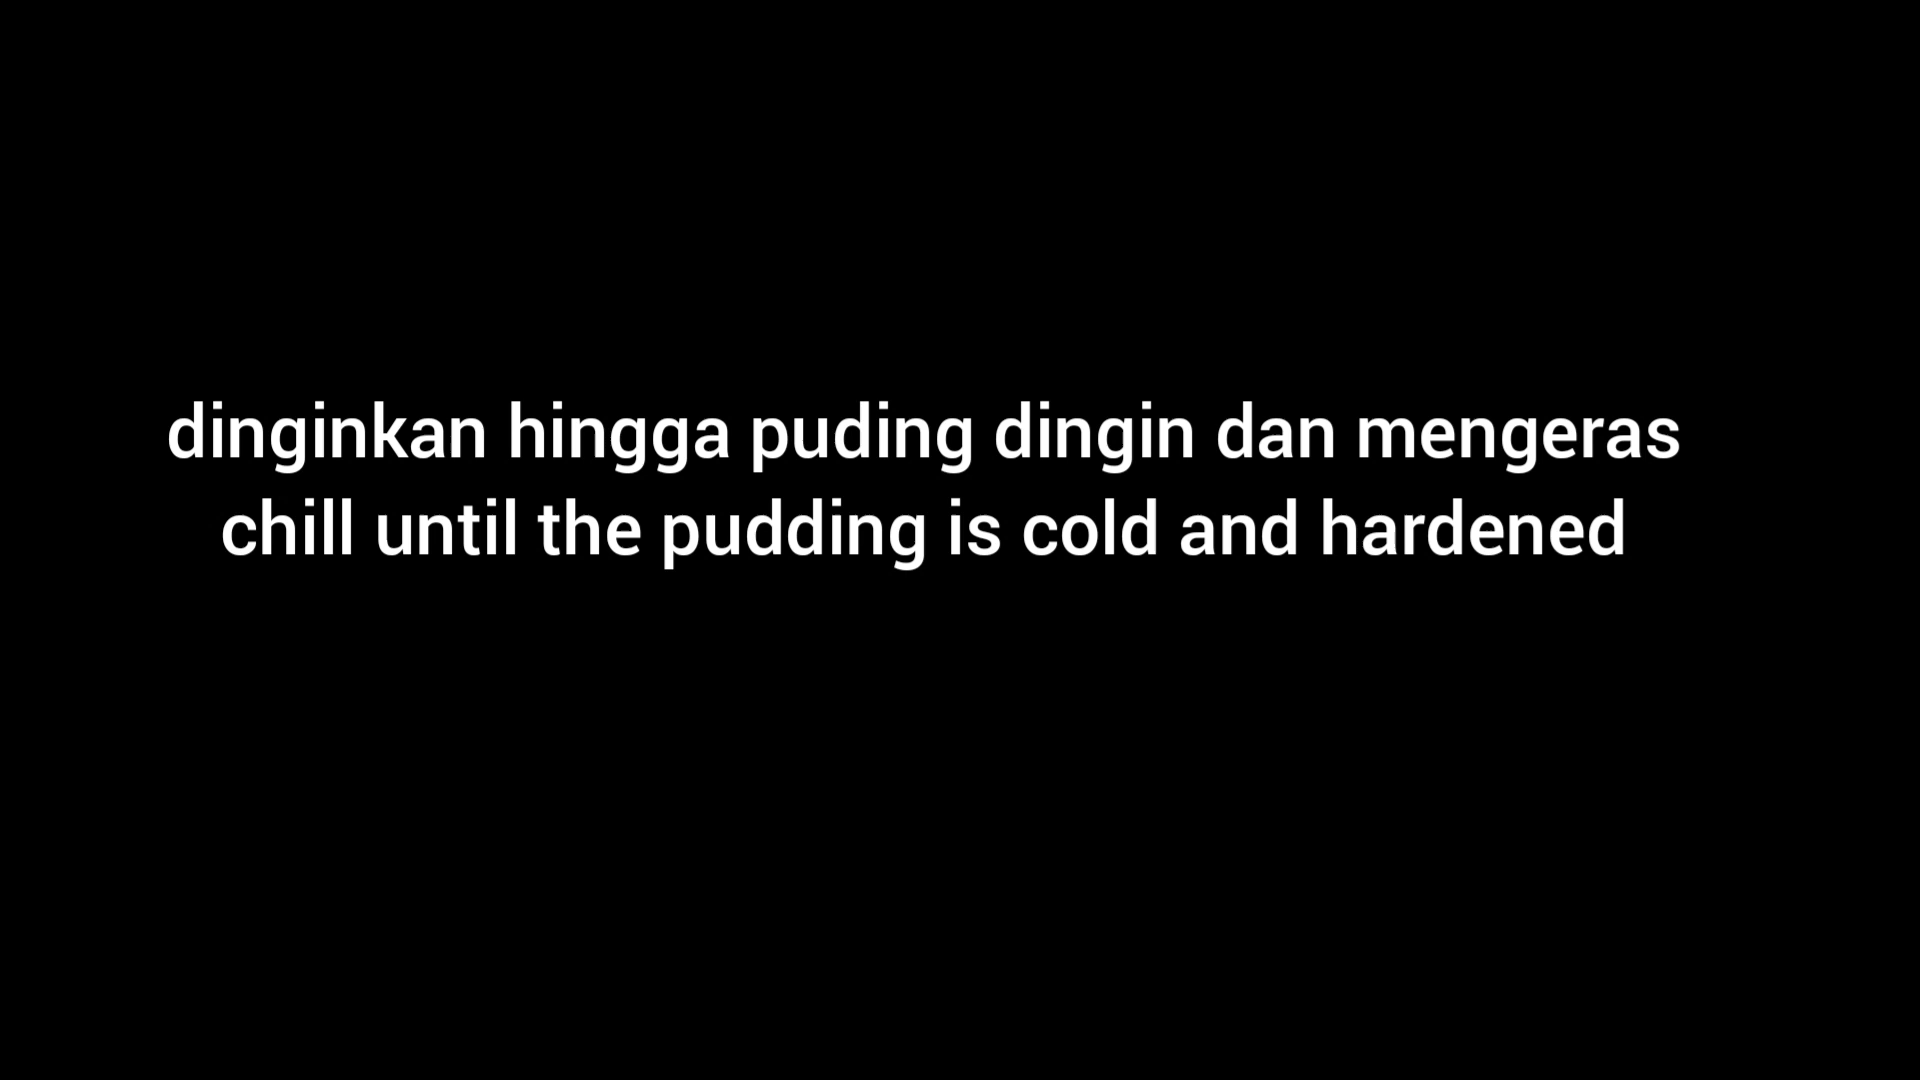 dinginkan hingga puding dingin dan mengeras
chill until the pudding is cold and hardened